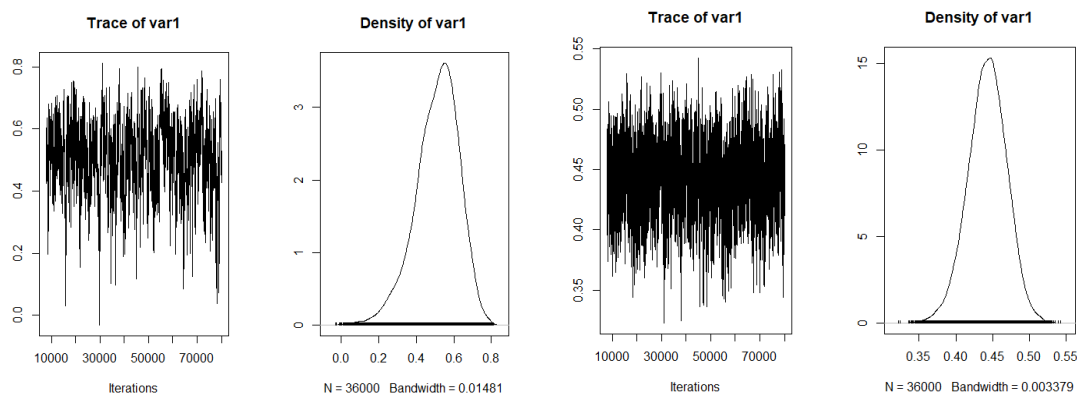 Trace of var1
0.8
0.6
0.4
0.2
0.0
10000 30000 50000 70000
Iterations
Density of var1
3
2
1
0
0.0 0.2 0.4 0.6 0.8
N = 36000 Bandwidth = 0.01481
Trace of var1
0.55
0.50
0.45
0.40
0.35
10000 30000 50000 70000
Iterations
Density of var1
15
10
5
0
0.35 0.40 0.45 0.50 0.55
N = 36000 Bandwidth = 0.003379